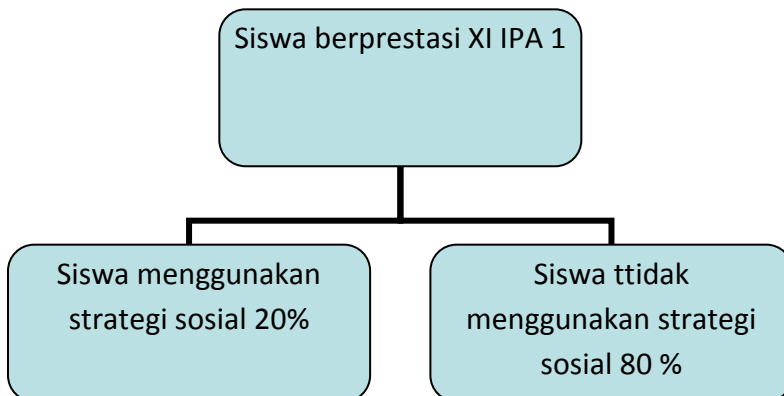 Siswa berprestasi XI IPA 1
Siswa menggunakan
strategi sosial 20%
Siswa ttidak
menggunakan strategi
sosial 80 %